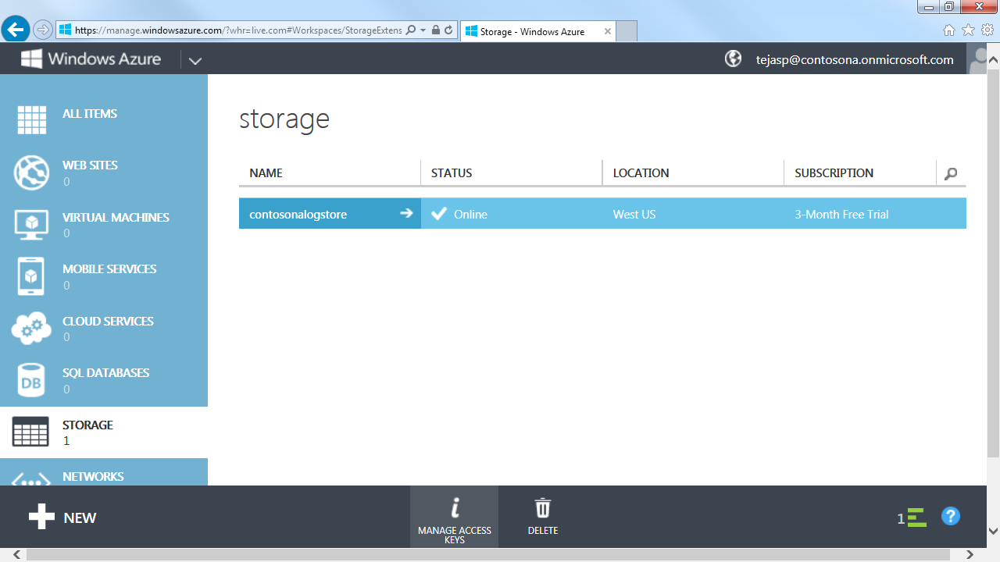 https://manage.windowsazure.com/?whr=live.com#Workspaces/StorageExtens
Storage - Windows Azure
Windows Azure
tejasp@contosona.onmicrosoft.com
ALL ITEMS
WEB SITES
0
VIRTUAL MACHINES
0
MOBILE SERVICES
0
CLOUD SERVICES
0
DB
SQL DATABASES
0
STORAGE
1
NETWORKS
storage
NAME STATUS LOCATION SUBSCRIPTION
contosonalogstore Online West US 3-Month Free Trial
NEW
MANAGE ACCESS
KEYS
DELETE
1
?